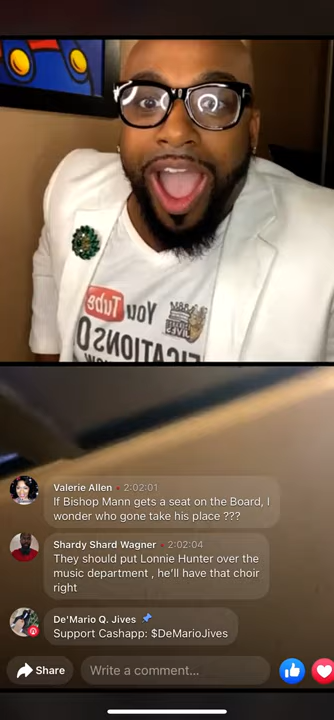 You Tube
Valerie Allen • 2:02:01
If Bishop Mann gets a seat on the Board, I
wonder who gone take his place ???
Shardy Shard Wagner • 2:02:04
They should put Lonnie Hunter over the
music department , he'll have that choir
right
De'Mario Q. Jives
Support Cashapp: $DeMarioJives
Share
Write a comment...